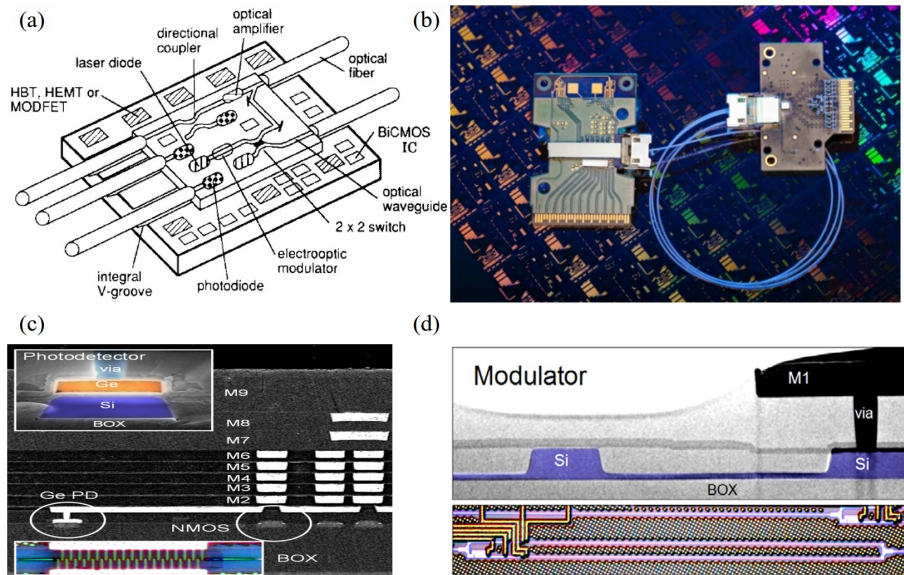 (a)
optical
amplifier
directional
coupler
laser diode
optical
fiber
HBT, HEMT or
MODFET
BiCMOS
IC
optical
waveguide
2 x 2 switch
electrooptic
modulator
photodiode
integral
V-groove
(b)
(c)
Photodetector
via
Ge
Si
BOX
M9
M8
M7
M6
M5
M4
M3
M2
Ge PD
NMOS
BOX
(d)
Modulator
M1
via
Si
Si
BOX